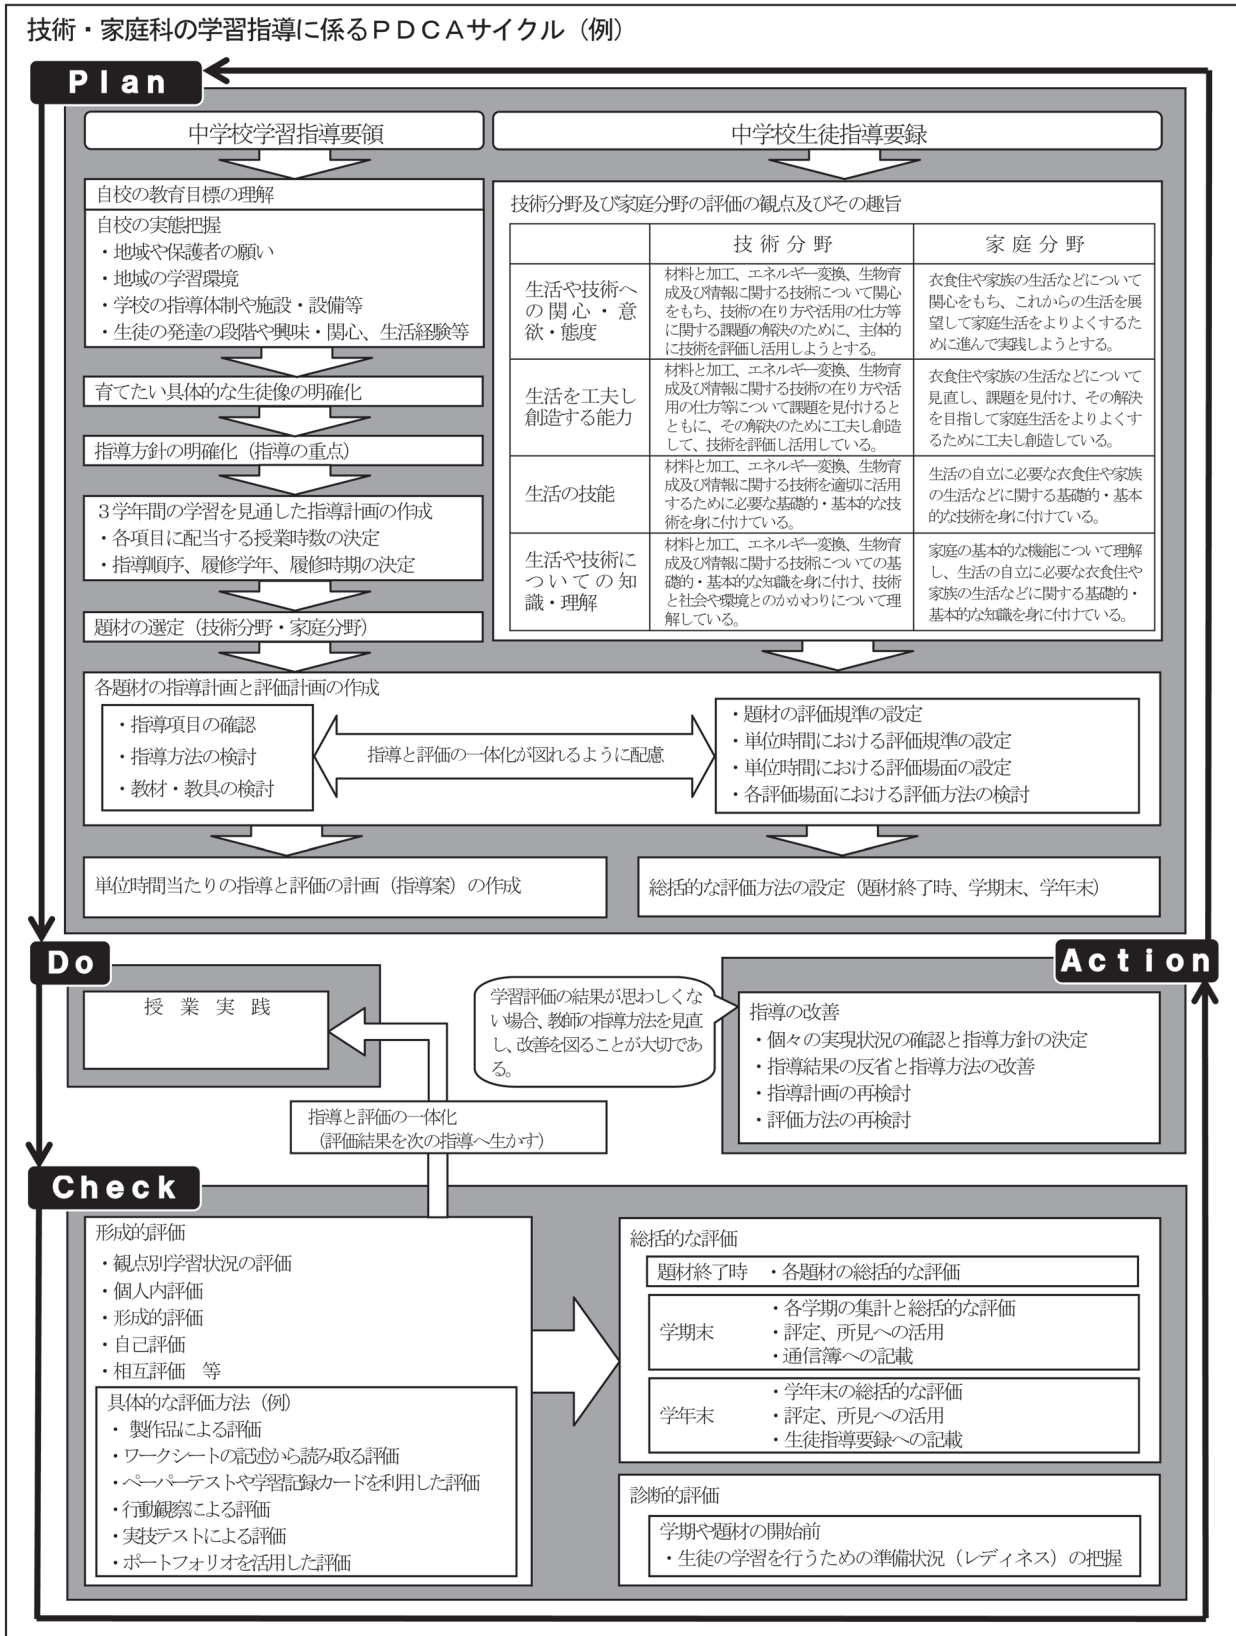 技術・家庭科の学習指導に係るPDCAサイクル（例）
Plan
中学校学習指導要領
自校の教育目標の理解
自校の実態把握
・地域や保護者の願い
・地域の学習環境
・学校の指導体制や施設・設備等
・生徒の発達の段階や興味・関心、生活経験等
育てたい具体的な生徒像の明確化
指導方針の明確化（指導の重点）
３学年間の学習を見通した指導計画の作成
・各項目に配当する授業時数の決定
・指導順序、履修学年、履修時期の決定
題材の選定（技術分野・家庭分野）
中学校生徒指導要録
技術分野及び家庭分野の評価の観点及びその趣旨
技術分野
家庭分野
生活や技術へ
の関心・意
欲・態度
材料と加工、エネルギー変換、生物育
成及び情報に関する技術について関心
をもち、技術の在り方や活用の仕方等
に関する課題の解決のために、主体的
に技術を評価し活用しようとする。
衣食住や家族の生活などについて
関心をもち、これからの生活を展
望して家庭生活をよりよくするた
めに進んで実践しようとする。
生活を工夫し
創造する能力
材料と加工、エネルギー変換、生物育
成及び情報に関する技術の在り方や活
用の仕方等について課題を見付けると
ともに、その解決のために工夫し創造
して、技術を評価し活用している。
衣食住や家族の生活などについて
見直し、課題を見付け、その解決
を目指して家庭生活をよりよくす
るために工夫し創造している。
生活の技能
材料と加工、エネルギー変換、生物育
成及び情報に関する技術を適切に活用
するために必要な基礎的・基本的な技
術を身に付けている。
生活の自立に必要な衣食住や家族
の生活などに関する基礎的・基本
的な技術を身に付けている。
生活や技術に
ついての知
識・理解
材料と加工、エネルギー変換、生物育
成及び情報に関する技術についての基
礎的・基本的な知識を身に付け、技術
と社会や環境とのかかわりについて理
解している。
家庭の基本的な機能について理解
し、生活の自立に必要な衣食住や
家族の生活などに関する基礎的・
基本的な知識を身に付けている。
各題材の指導計画と評価計画の作成
・指導項目の確認
・指導方法の検討
・教材・教具の検討
指導と評価の一体化が図れるように配慮
・題材の評価規準の設定
・単位時間における評価規準の設定
・単位時間における評価場面の設定
・各評価場面における評価方法の検討
単位時間当たりの指導と評価の計画（指導案）の作成
総括的な評価方法の設定（題材終了時、学期末、学年末）
Do
授業実践
学習評価の結果が思わしくな
い場合、教師の指導方法を見直
し、改善を図ることが大切であ
る。
Action
指導の改善
・個々の実現状況の確認と指導方針の決定
・指導結果の反省と指導方法の改善
・指導計画の再検討
・評価方法の再検討
指導と評価の一体化
（評価結果を次の指導へ生かす）
Check
形成的評価
・観点別学習状況の評価
・個人内評価
・形成的評価
・自己評価
・相互評価　等
具体的な評価方法（例）
・ 製作品による評価
・ワークシートの記述から読み取る評価
・ペーパーテストや学習記録カードを利用した評価
・行動観察による評価
・実技テストによる評価
・ポートフォリオを活用した評価
総括的な評価
題材終了時　・各題材の総括的な評価
学期末
・各学期の集計と総括的な評価
・評定、所見への活用
・通信簿への記載
学年末
・学年末の総括的な評価
・評定、所見への活用
・生徒指導要録への記載
診断的評価
学期や題材の開始前
・生徒の学習を行うための準備状況（レディネス）の把握